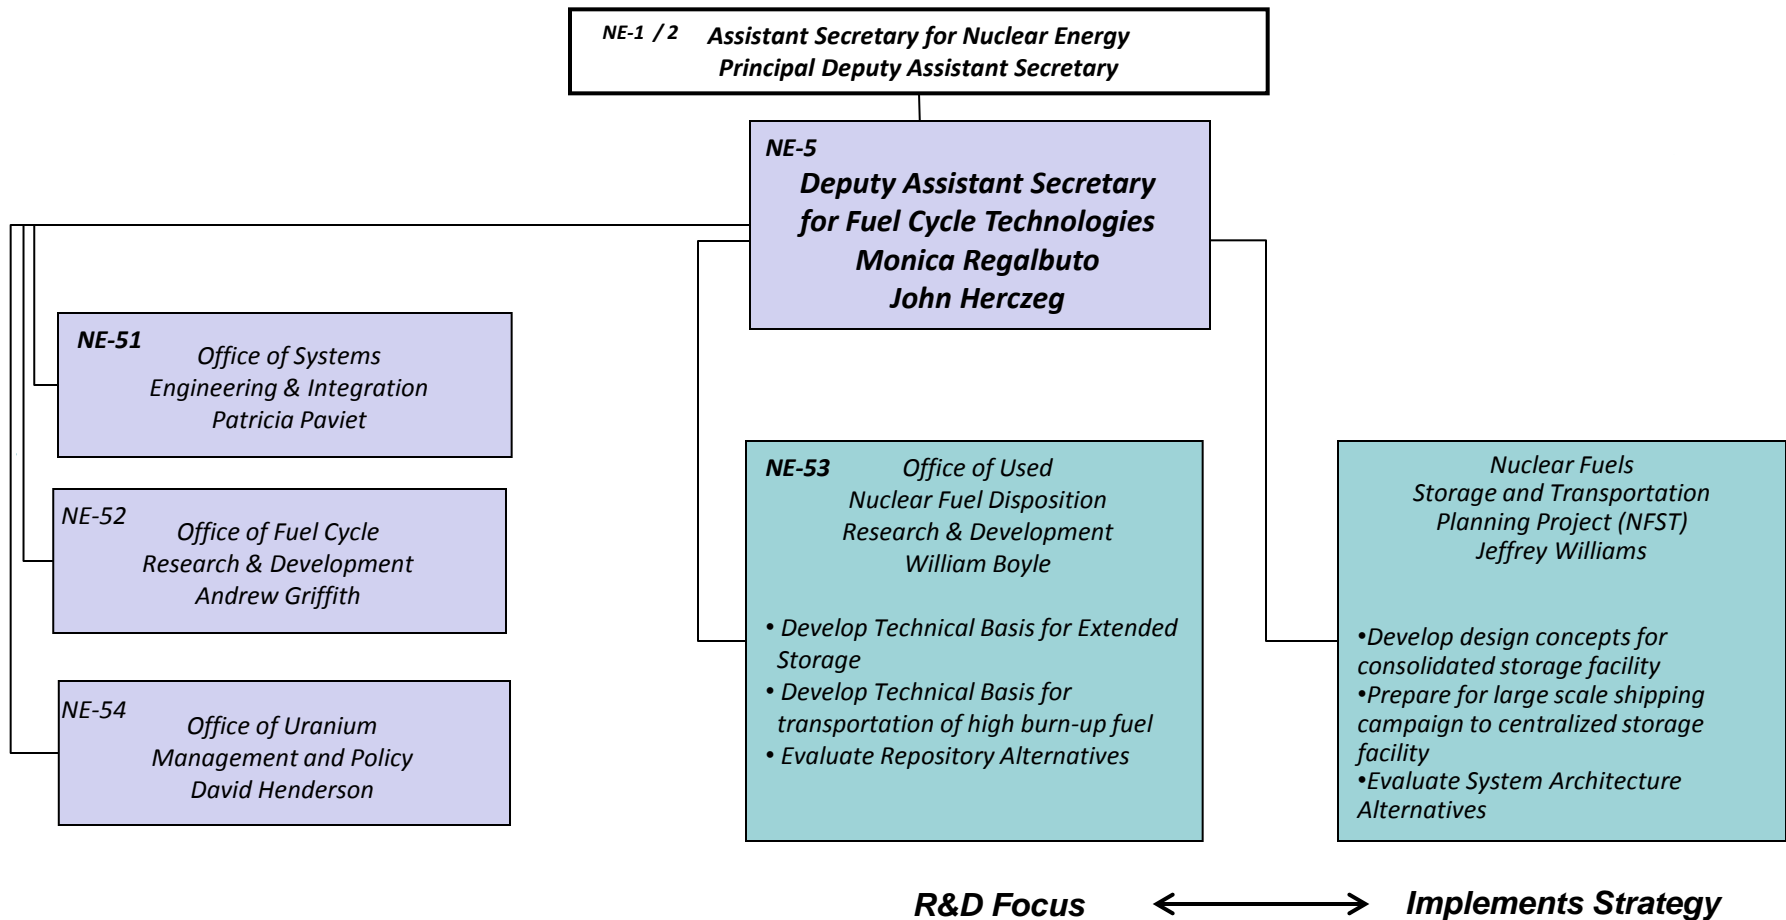 NE-1 / 2 Assistant Secretary for Nuclear Energy
Principal Deputy Assistant Secretary
NE-5
Deputy Assistant Secretary
for Fuel Cycle Technologies
Monica Regalbuto
John Herczeg
NE-51
Office of Systems
Engineering & Integration
Patricia Paviet
NE-52
Office of Fuel Cycle
Research & Development
Andrew Griffith
NE-54
Office of Uranium
Management and Policy
David Henderson
NE-53 Office of Used
Nuclear Fuel Disposition
Research & Development
William Boyle
• Develop Technical Basis for Extended
Storage
• Develop Technical Basis for
transportation of high burn-up fuel
• Evaluate Repository Alternatives
Nuclear Fuels
Storage and Transportation
Planning Project (NFST)
Jeffrey Williams
•Develop design concepts for
consolidated storage facility
•Prepare for large scale shipping
campaign to centralized storage
facility
•Evaluate System Architecture
Alternatives
R&D Focus Implements Strategy